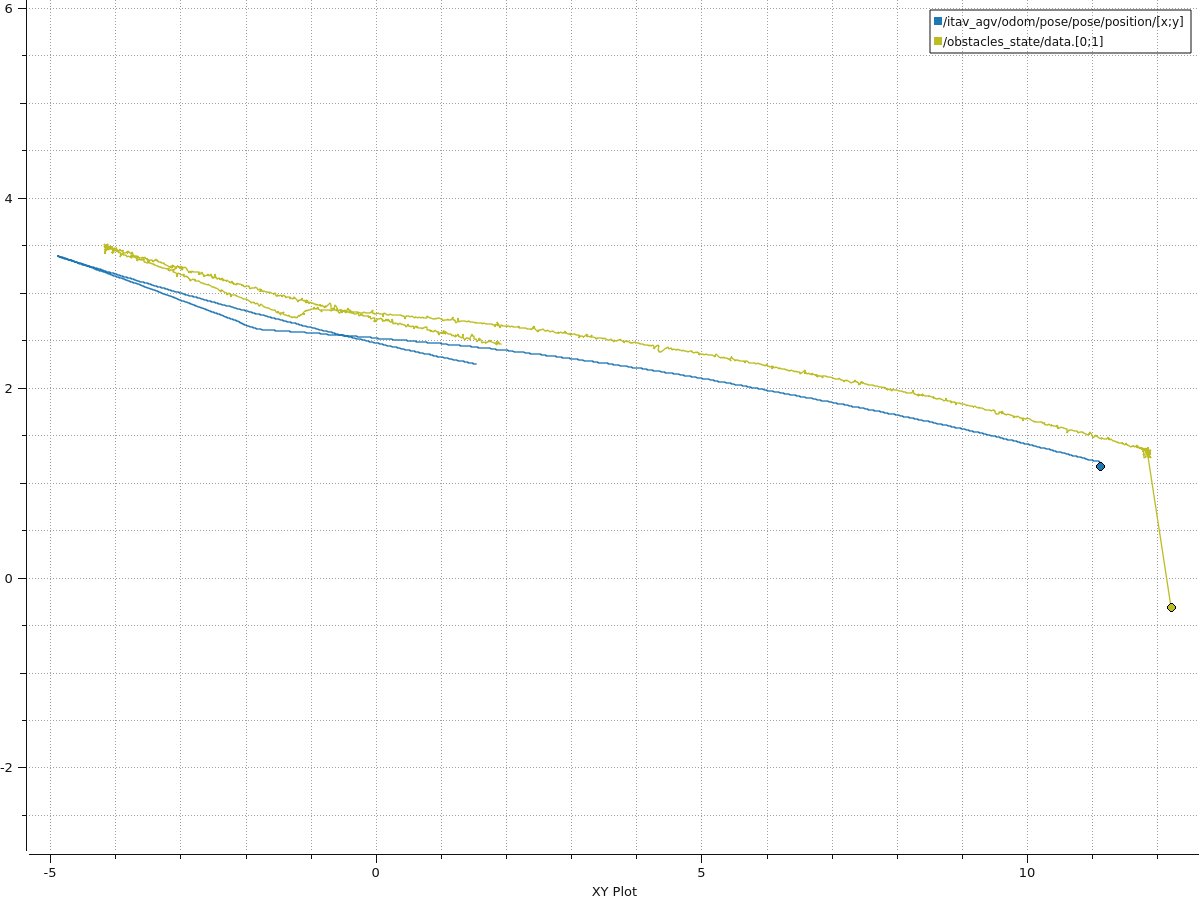 /itav_agv/odom/pose/pose/position/[x;y]
/obstacles_state/data.[0;1]
6
4
2
0
-2
-5 0 5 10
XY Plot